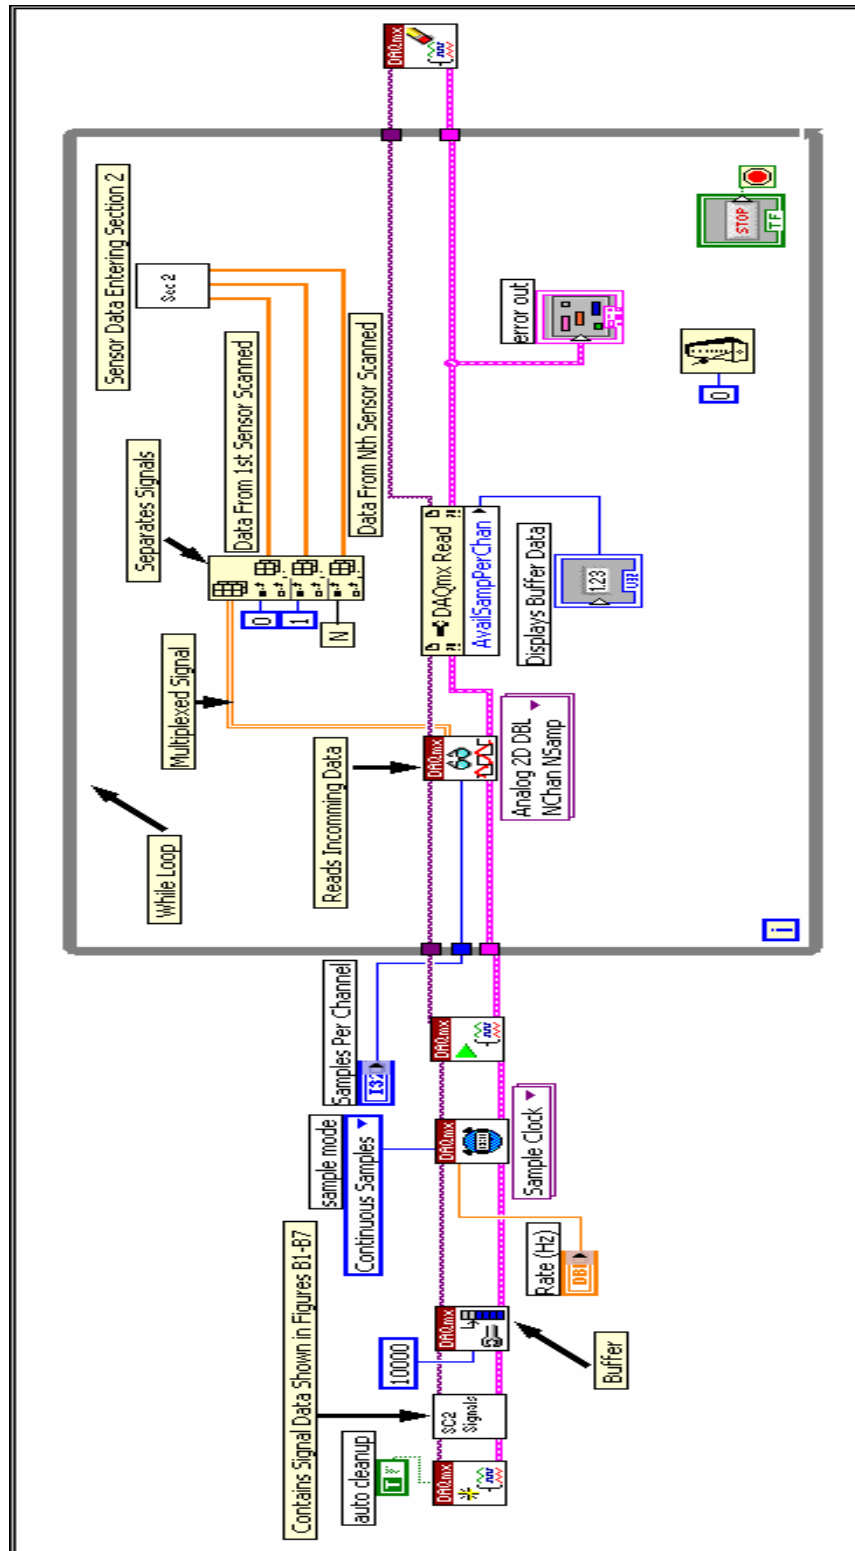 Contains Signal Data Shown in Figures B1-B7
auto cleanup
T
DAQmx
SC2
Signals
10000
DAQmx
Buffer
sample mode
Continuous Samples
Rate (Hz)
DBL
DAQmx
Sample Clock
Samples Per Channel
I32
DAQmx
While Loop
i
Reads Incomming Data
DAQmx
Analog 2D DBL
NChan NSamp
Multiplexed Signal
Separates Signals
0
1
N
Data From 1st Sensor Scanned
Data From Nth Sensor Scanned
Sensor Data Entering Section 2
Sec 2
DAQmx Read
AvailSampPerChan
Displays Buffer Data
1.23
U32
error out
0
STOP
TF
DAQmx